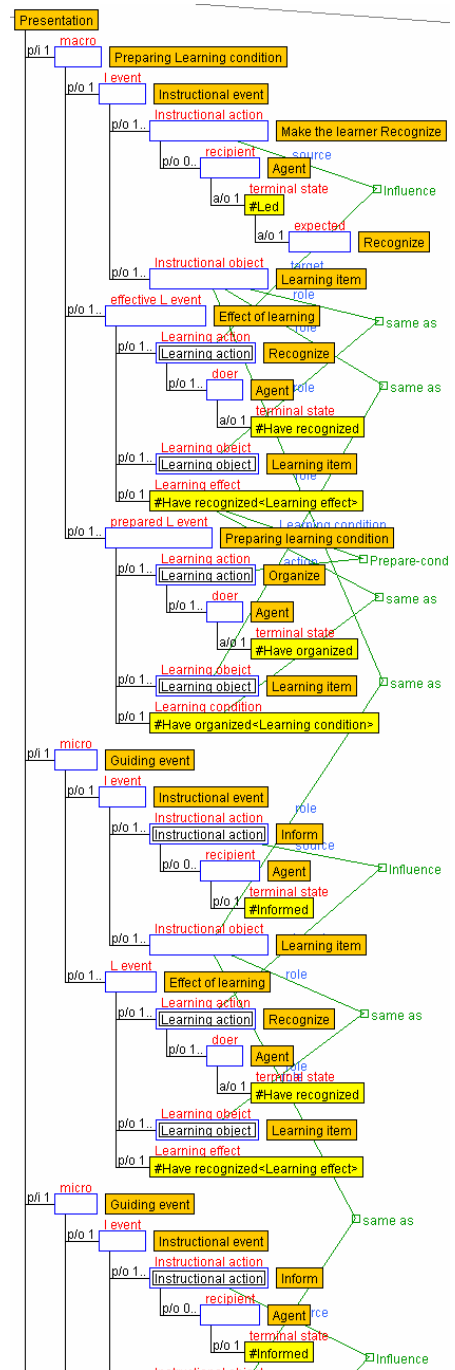 Presentation
p/i 1 macro
Preparing Learning condition
p/o 1 I event
Instructional event
p/o 1.. Instructional action
Make the learner Recognize
p/o 0.. recipient
Agent
source
Influence
a/o 1 terminal state
#Led
a/o 1 expected
Recognize
p/o 1.. Instructional object
Learning item
target
role
p/o 1.. effective L event
Effect of learning
role
same as
p/o 1.. Learning action
Learning action
Recognize
p/o 1.. doer
Agent
role
same as
a/o 1 terminal state
#Have recognized
p/o 1.. Learning obejct
Learning object
Learning item
role
p/o 1 Learning effect
#Have recognized<Learning effect>
p/o 1.. prepared L event
Preparing learning condition
Learning condition
p/o 1.. Learning action
Learning action
Organize
action
Prepare-cond
p/o 1.. doer
Agent
same as
a/o 1 terminal state
#Have organized
p/o 1.. Learning obejct
Learning object
Learning item
same as
p/o 1 Learning condition
#Have organized<Learning condition>
p/i 1 micro
Guiding event
p/o 1 I event
Instructional event
role
p/o 1.. Instructional action
Instructional action
Inform
source
p/o 0.. recipient
Agent
Influence
p/o 1 terminal state
#Informed
p/o 1.. Instructional object
Learning item
p/o 1.. L event
Effect of learning
role
p/o 1.. Learning action
Learning action
Recognize
same as
p/o 1.. doer
Agent
role
a/o 1 terminal state
#Have recognized
p/o 1.. Learning obejct
Learning object
Learning item
p/o 1 Learning effect
#Have recognized<Learning effect>
p/i 1 micro
Guiding event
same as
p/o 1 I event
Instructional event
p/o 1.. Instructional action
Instructional action
Inform
p/o 0.. recipient
Agent
p/o 1 terminal state
#Informed
Influence